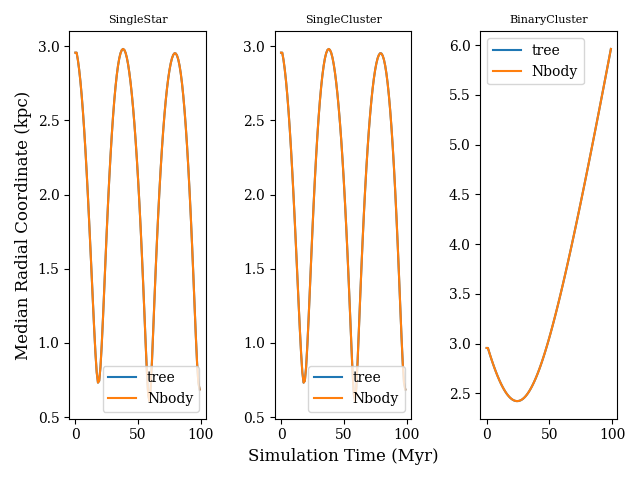 SingleStar
SingleCluster
BinaryCluster
Median Radial Coordinate (kpc)
3.0
2.5
2.0
1.5
1.0
0.5
0
50
100
tree
Nbody
3.0
2.5
2.0
1.5
1.0
0.5
0
50
100
tree
Nbody
6.0
5.5
5.0
4.5
4.0
3.5
3.0
2.5
0
50
100
tree
Nbody
Simulation Time (Myr)